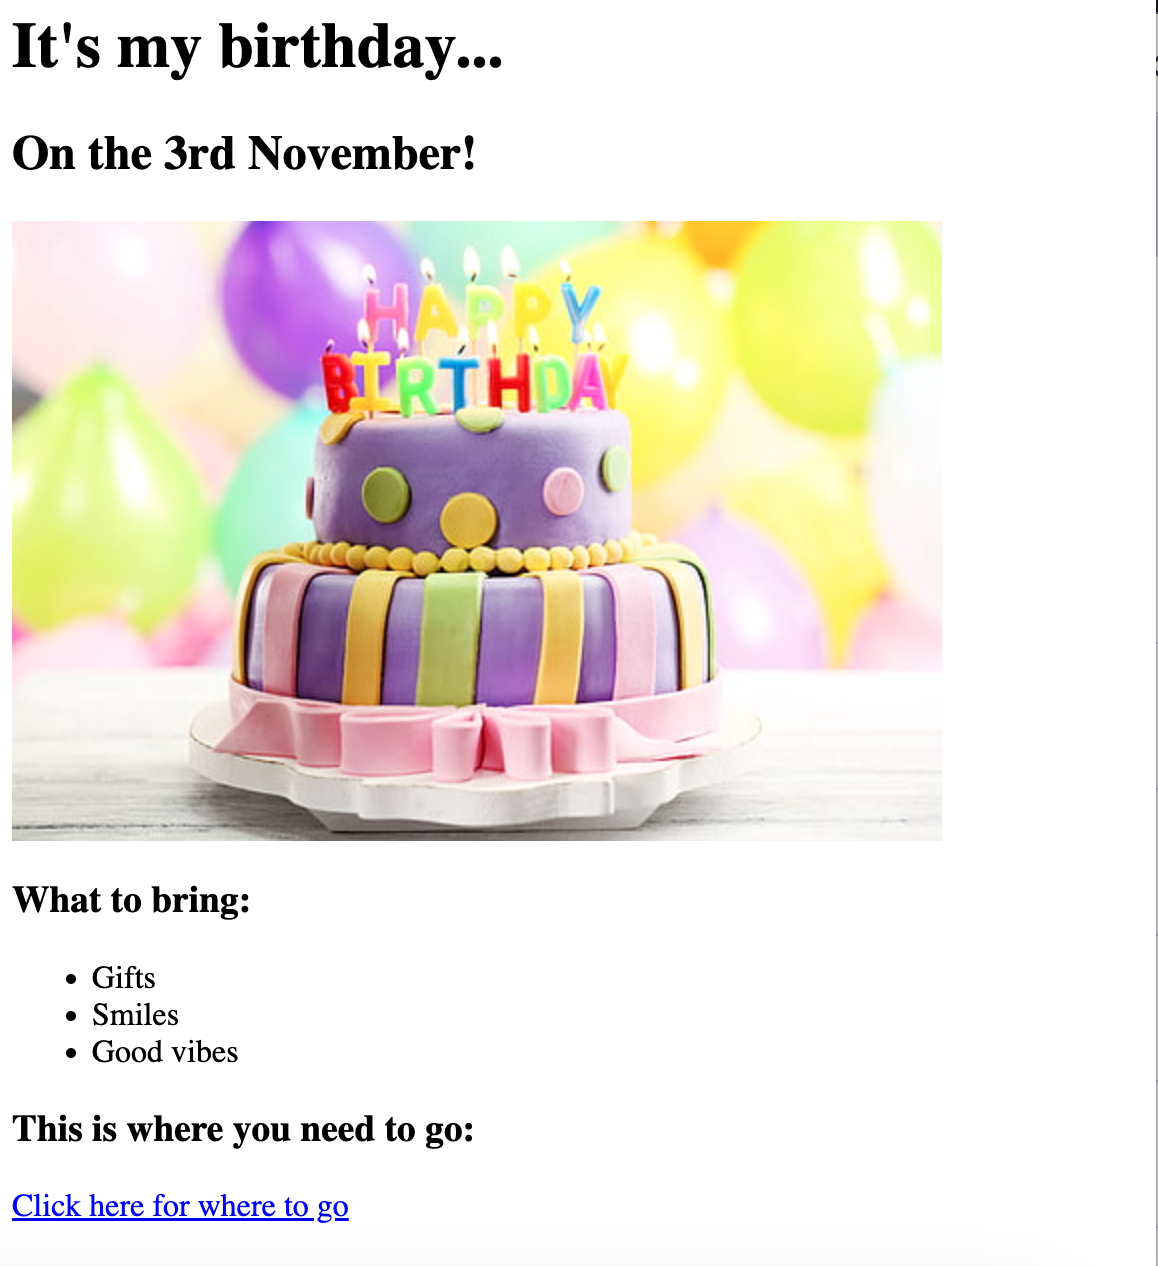 It's my birthday...
On the 3rd November!
HAPPY
BIRTHDAY
What to bring:
Gifts
Smiles
Good vibes
This is where you need to go:
Click here for where to go